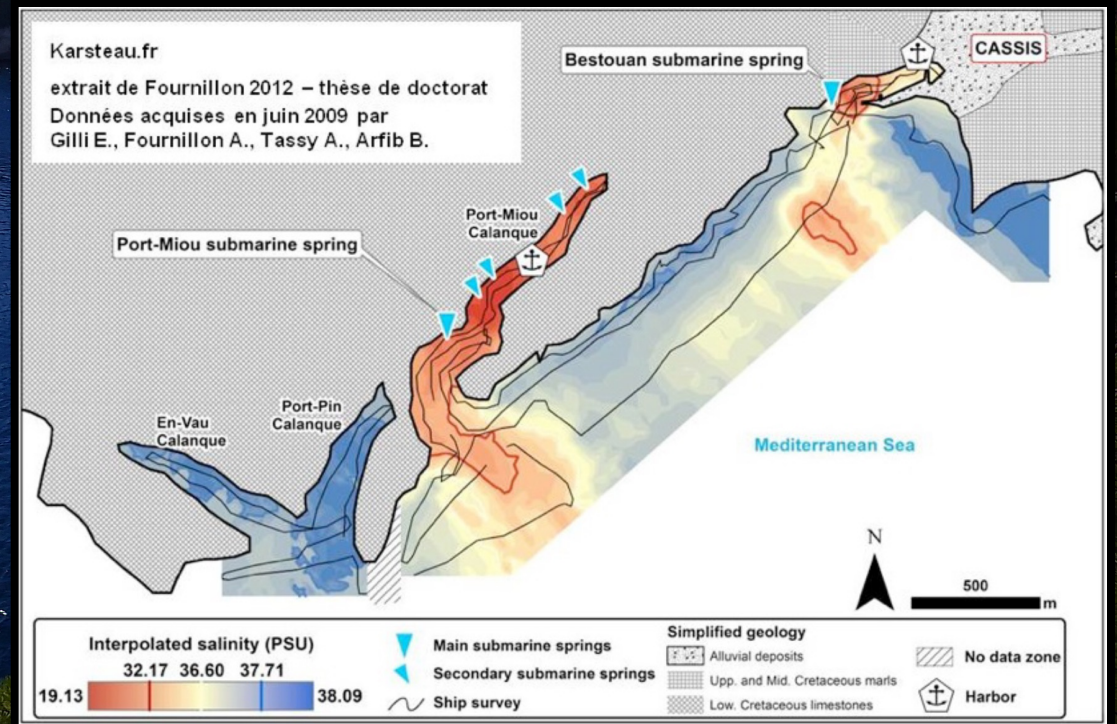 Karsteau.fr
extrait de Fournillon 2012 – thèse de doctorat
Données acquises en juin 2009 par
Gilli E., Fournillon A., Tassy A., Arfib B.
Bestouan submarine spring
CASSIS
Port-Miou
Calanque
Port-Miou submarine spring
Port-Pin
Calanque
En-Vau
Calanque
Mediterranean Sea
N
500
m
Interpolated salinity (PSU)
32.17 36.60 37.71
19.13
38.09
Main submarine springs
Secondary submarine springs
Ship survey
Simplified geology
Alluvial deposits
Upp. and Mid. Cretaceous marls
Low. Cretaceous limestones
No data zone
Harbor